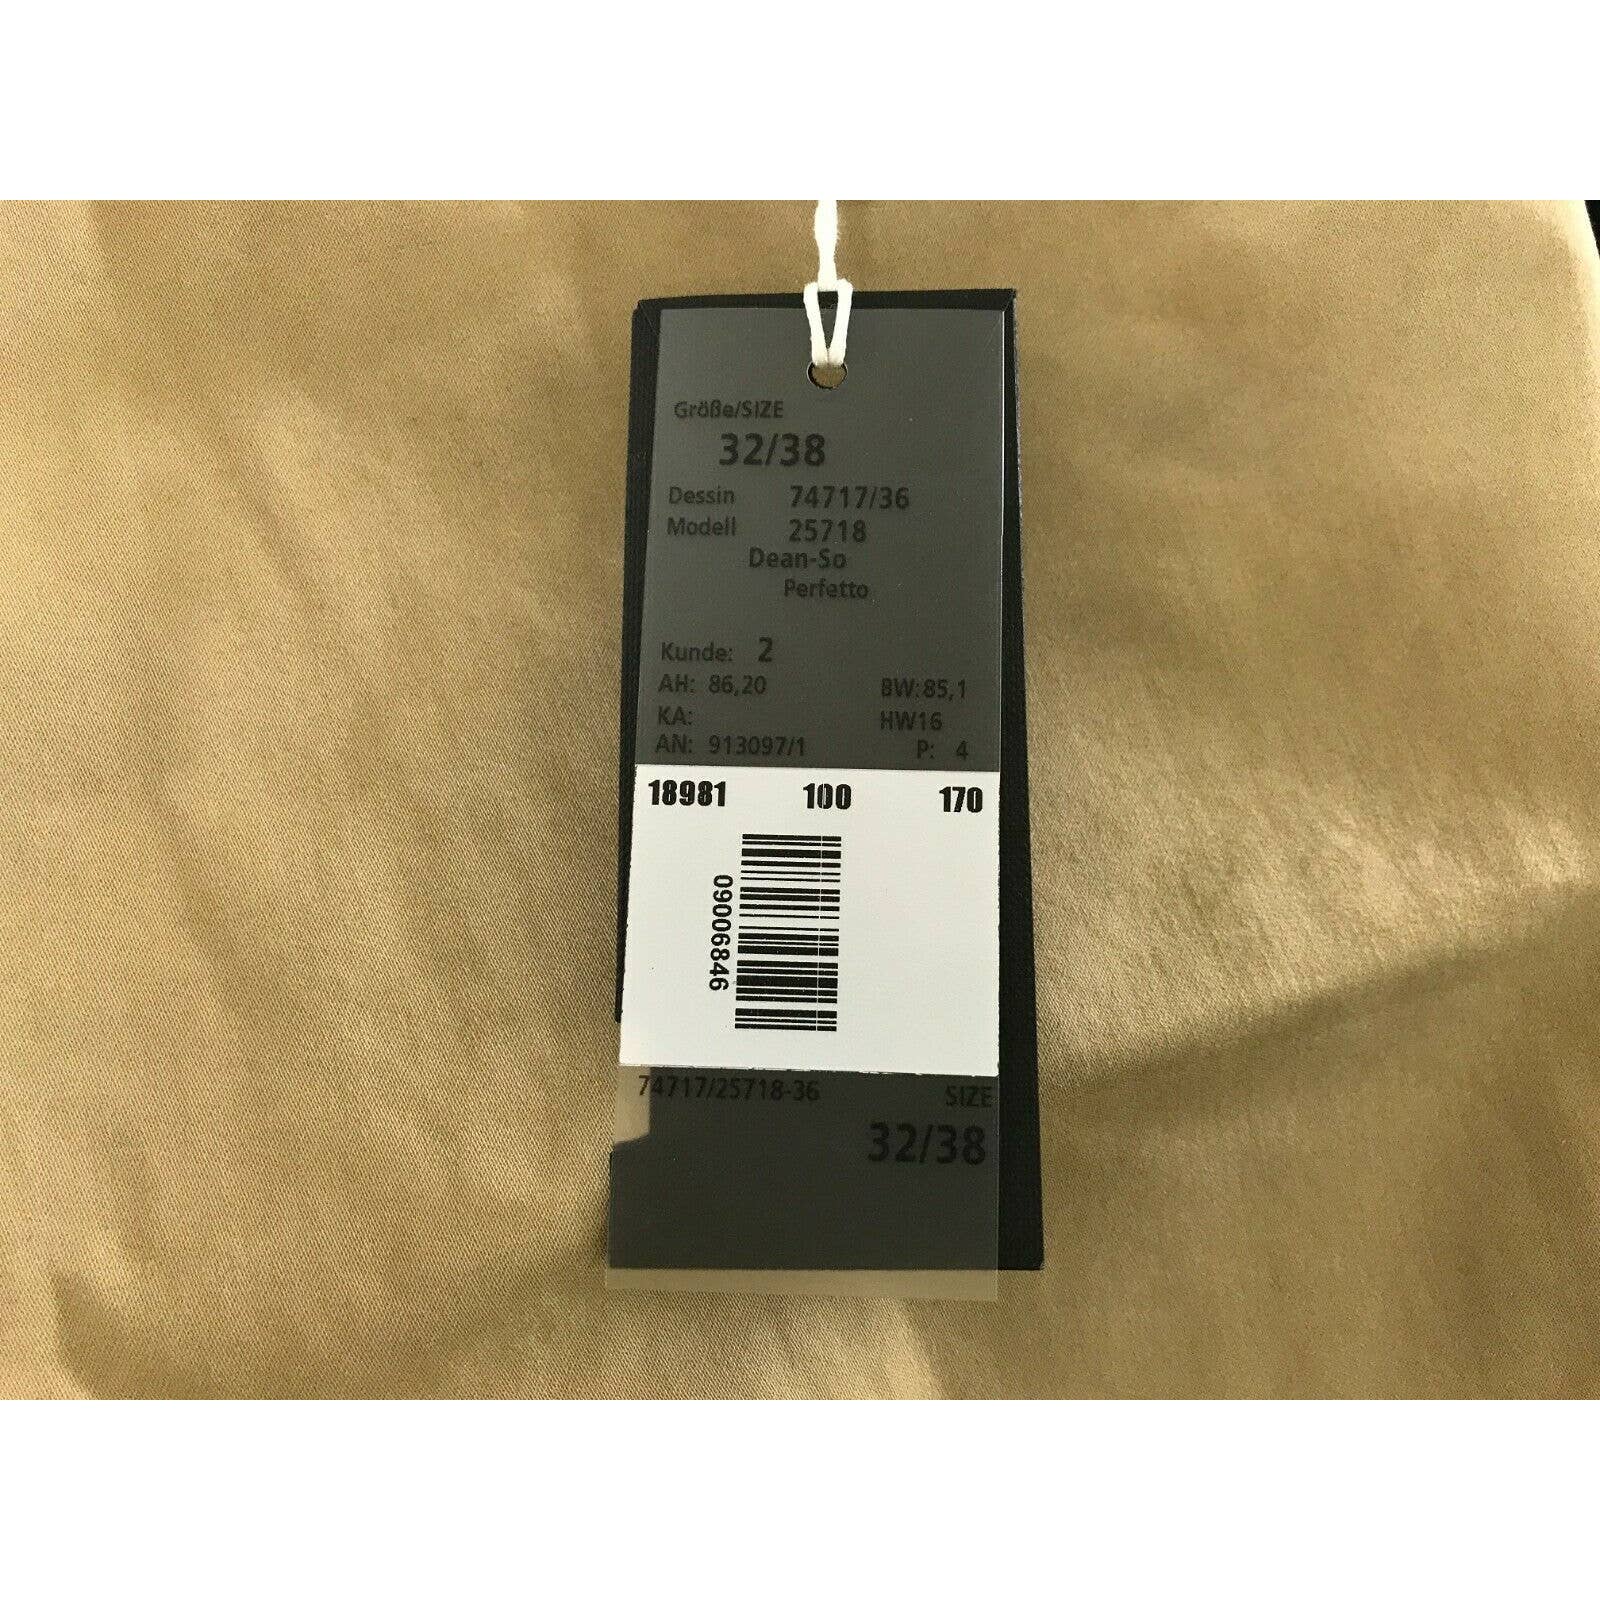 Größe/SIZE
32/38
Dessin 74717/36
Modell 25718
Dean-So
Perfetto
Kunde: 2
AH: 86,20 BW:85,1
KA: HW16
AN: 913097/1 P: 4
18981 100 170
09006846
74717/25718-36 SIZE
32/38